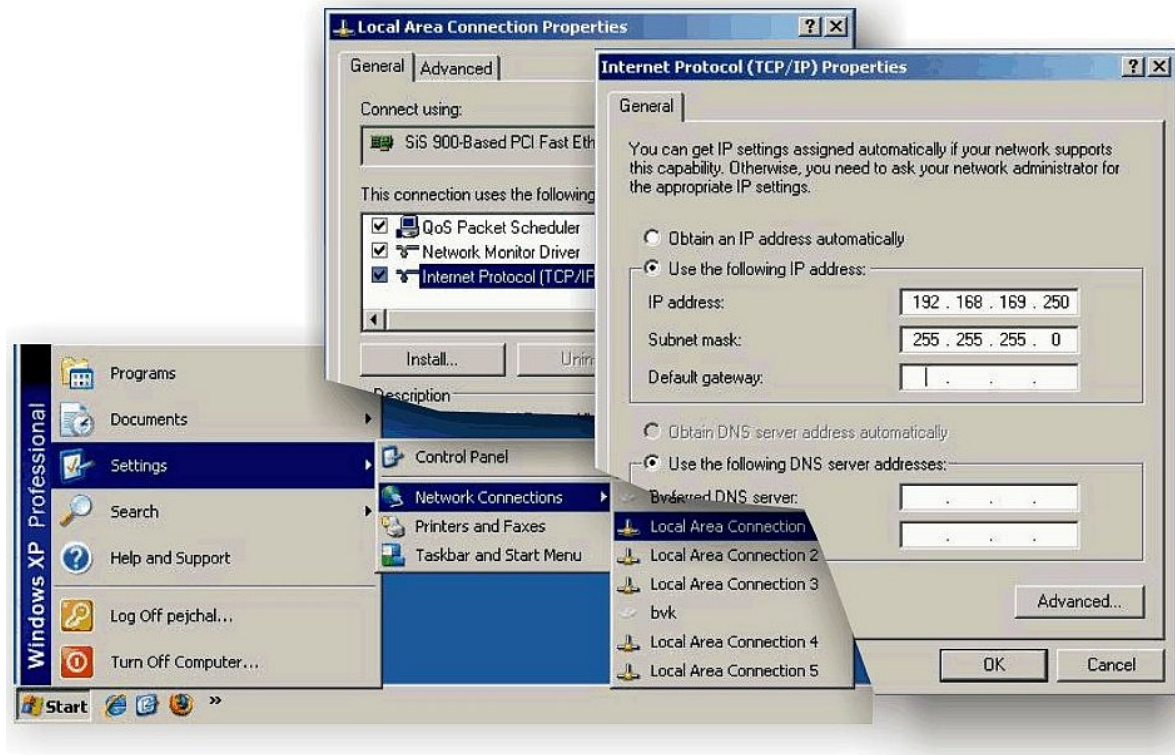 Local Area Connection Properties
General
Advanced
Connect using:
SiS 900-Based PCI Fast Eth
This connection uses the following
QoS Packet Scheduler
Network Monitor Driver
Internet Protocol (TCP/IP
Install...
Unin
Description
Internet Protocol (TCP/IP) Properties
General
You can get IP settings assigned automatically if your network supports
this capability. Otherwise, you need to ask your network administrator for
the appropriate IP settings.
Obtain an IP address automatically
Use the following IP address:
IP address:
192 . 168 . 169 . 250
Subnet mask:
255 . 255 . 255 . 0
Default gateway:
. . .
Obtain DNS server address automatically
Use the following DNS server addresses:
DNS server:
. . .
. . .
Advanced...
OK
Cancel
Windows XP Professional
Programs
Documents
Settings
Search
Help and Support
Log Off pejchal...
Turn Off Computer...
Start
»
Control Panel
Network Connections
Printers and Faxes
Taskbar and Start Menu
Local Area Connection
Local Area Connection 2
Local Area Connection 3
bvk
Local Area Connection 4
Local Area Connection 5